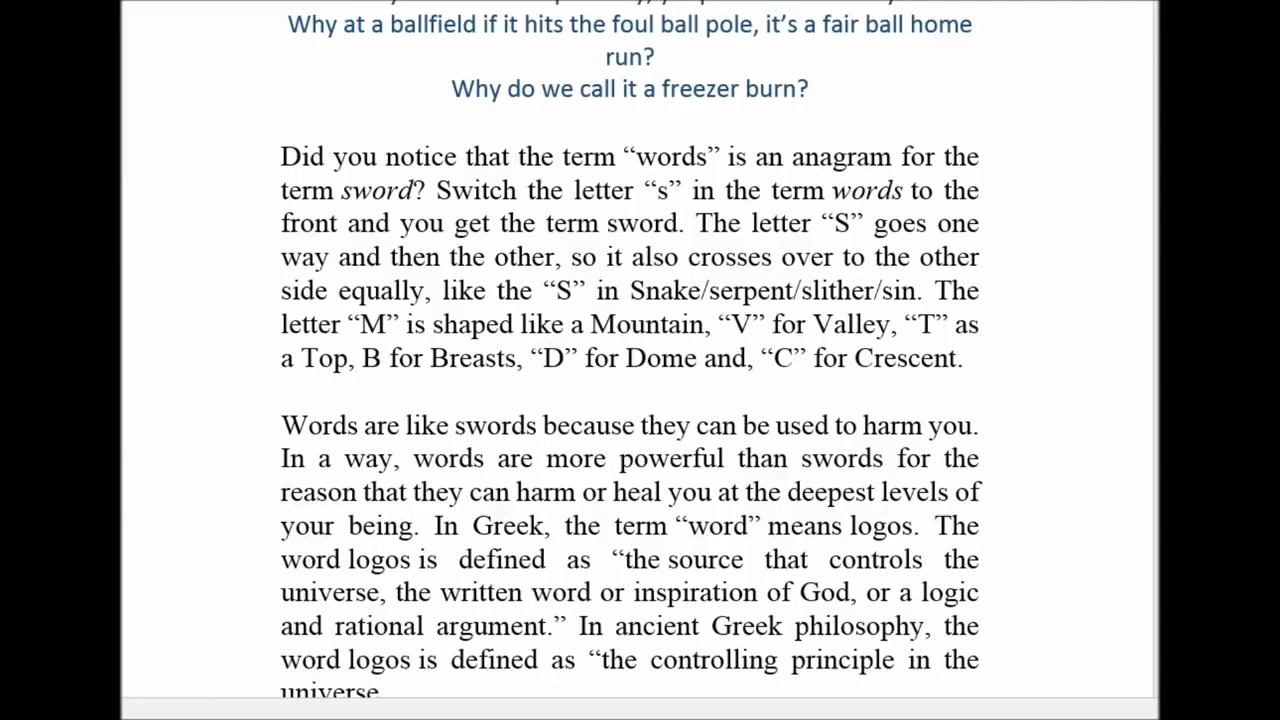 Why at a ballfield if it hits the foul ball pole, it’s a fair ball home
run?
Why do we call it a freezer burn?
Did you notice that the term “words” is an anagram for the
term sword? Switch the letter “s” in the term words to the
front and you get the term sword. The letter “S” goes one
way and then the other, so it also crosses over to the other
side equally, like the “S” in Snake/serpent/slither/sin. The
letter “M” is shaped like a Mountain, “V” for Valley, “T” as
a Top, B for Breasts, “D” for Dome and, “C” for Crescent.
Words are like swords because they can be used to harm you.
In a way, words are more powerful than swords for the
reason that they can harm or heal you at the deepest levels of
your being. In Greek, the term “word” means logos. The
word logos is defined as “the source that controls the
universe, the written word or inspiration of God, or a logic
and rational argument.” In ancient Greek philosophy, the
word logos is defined as “the controlling principle in the
universe